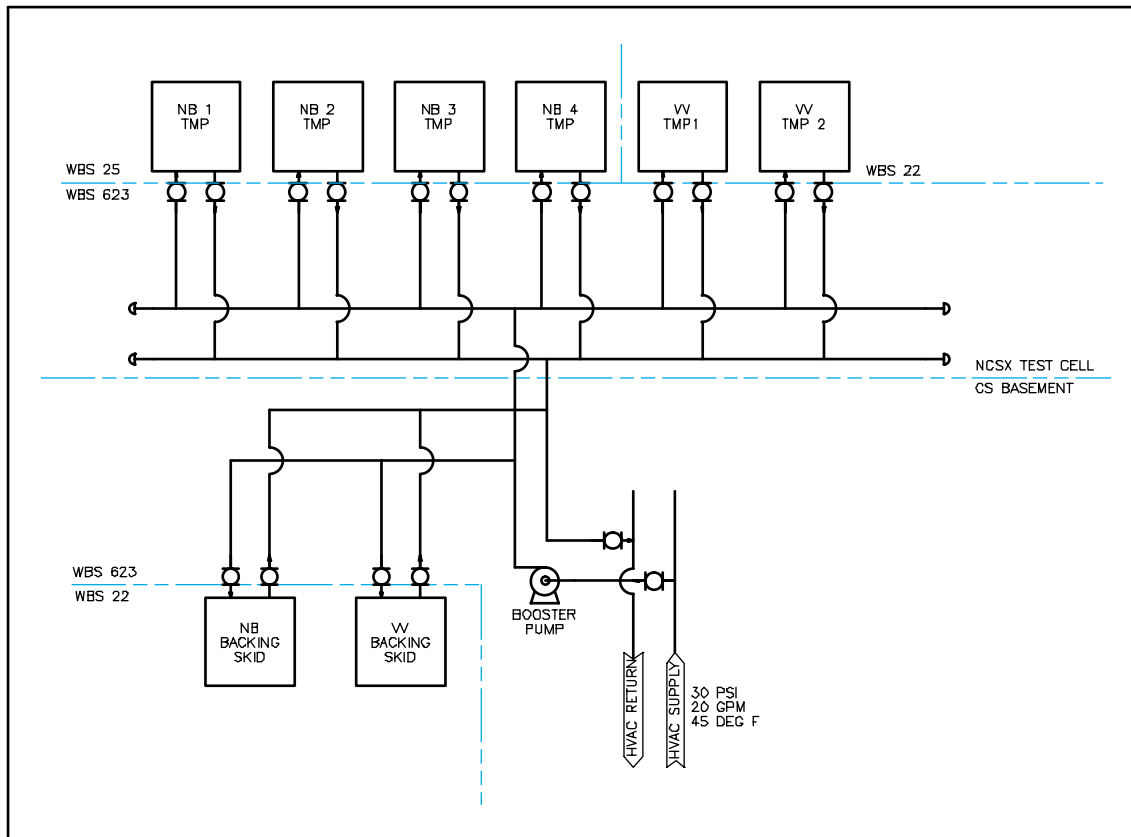 NB 1
TMP
NB 2
TMP
NB 3
TMP
NB 4
TMP
VV
TMP1
VV
TMP 2
WBS 25
WBS 623
WBS 22
NCSX TEST CELL
CS BASEMENT
WBS 623
WBS 22
NB
BACKING
SKID
VV
BACKING
SKID
BOOSTER
PUMP
HVAC RETURN
HVAC SUPPLY
30 PSI
20 GPM
45 DEG F